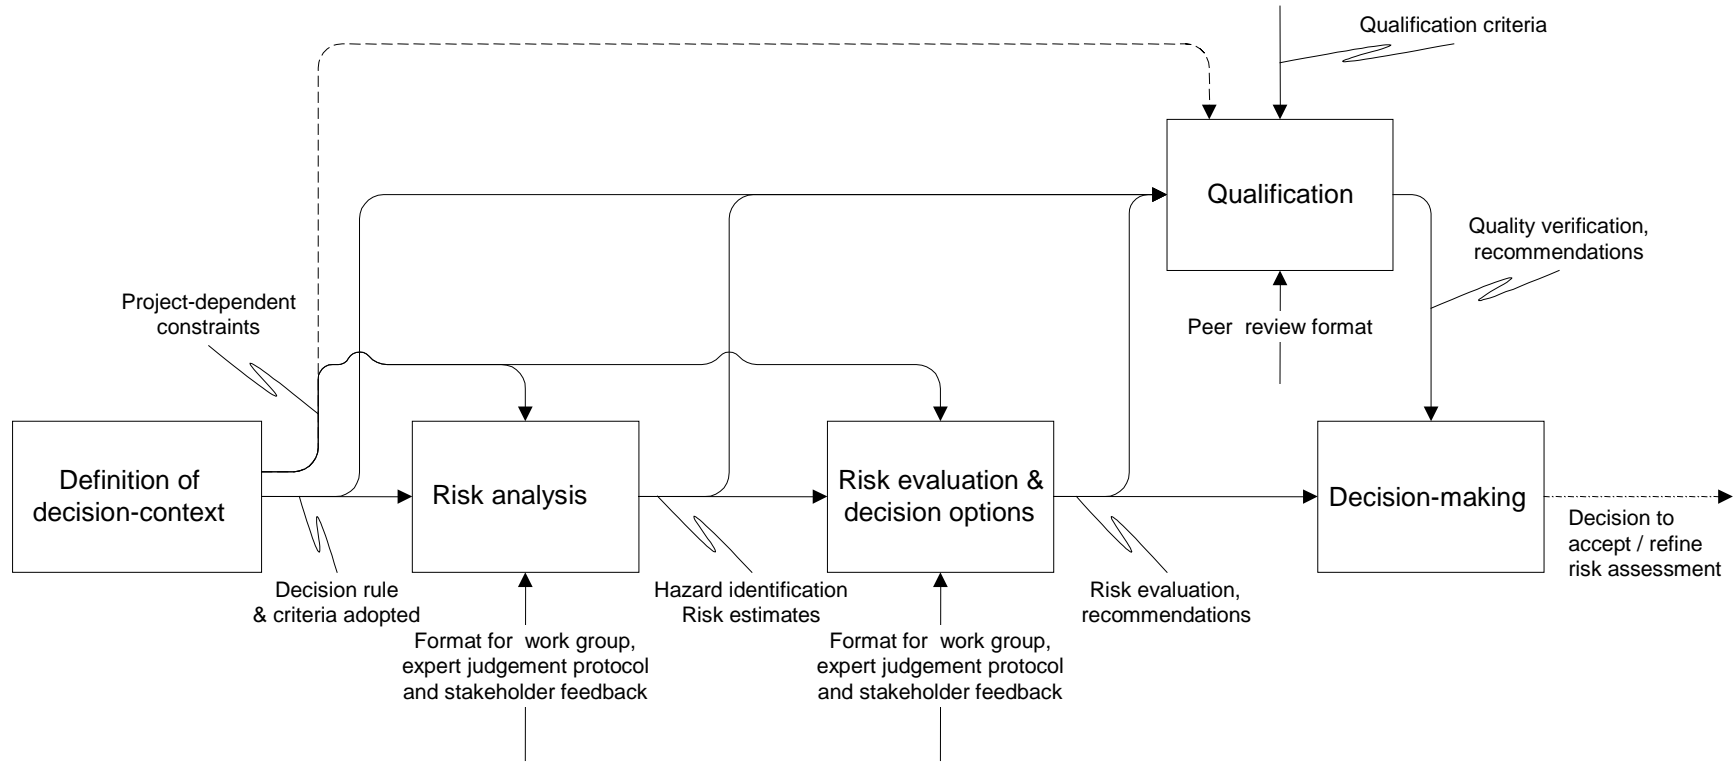 Qualification criteria
Qualification
Quality verification,
recommendations
Project-dependent
constraints
Peer review format
Definition of
decision-context
Risk analysis
Risk evaluation &
decision options
Decision-making
Decision to
accept / refine
risk assessment
Decision rule
& criteria adopted
Hazard identification
Risk estimates
Risk evaluation,
recommendations
Format for work group,
expert judgement protocol
and stakeholder feedback
Format for work group,
expert judgement protocol
and stakeholder feedback